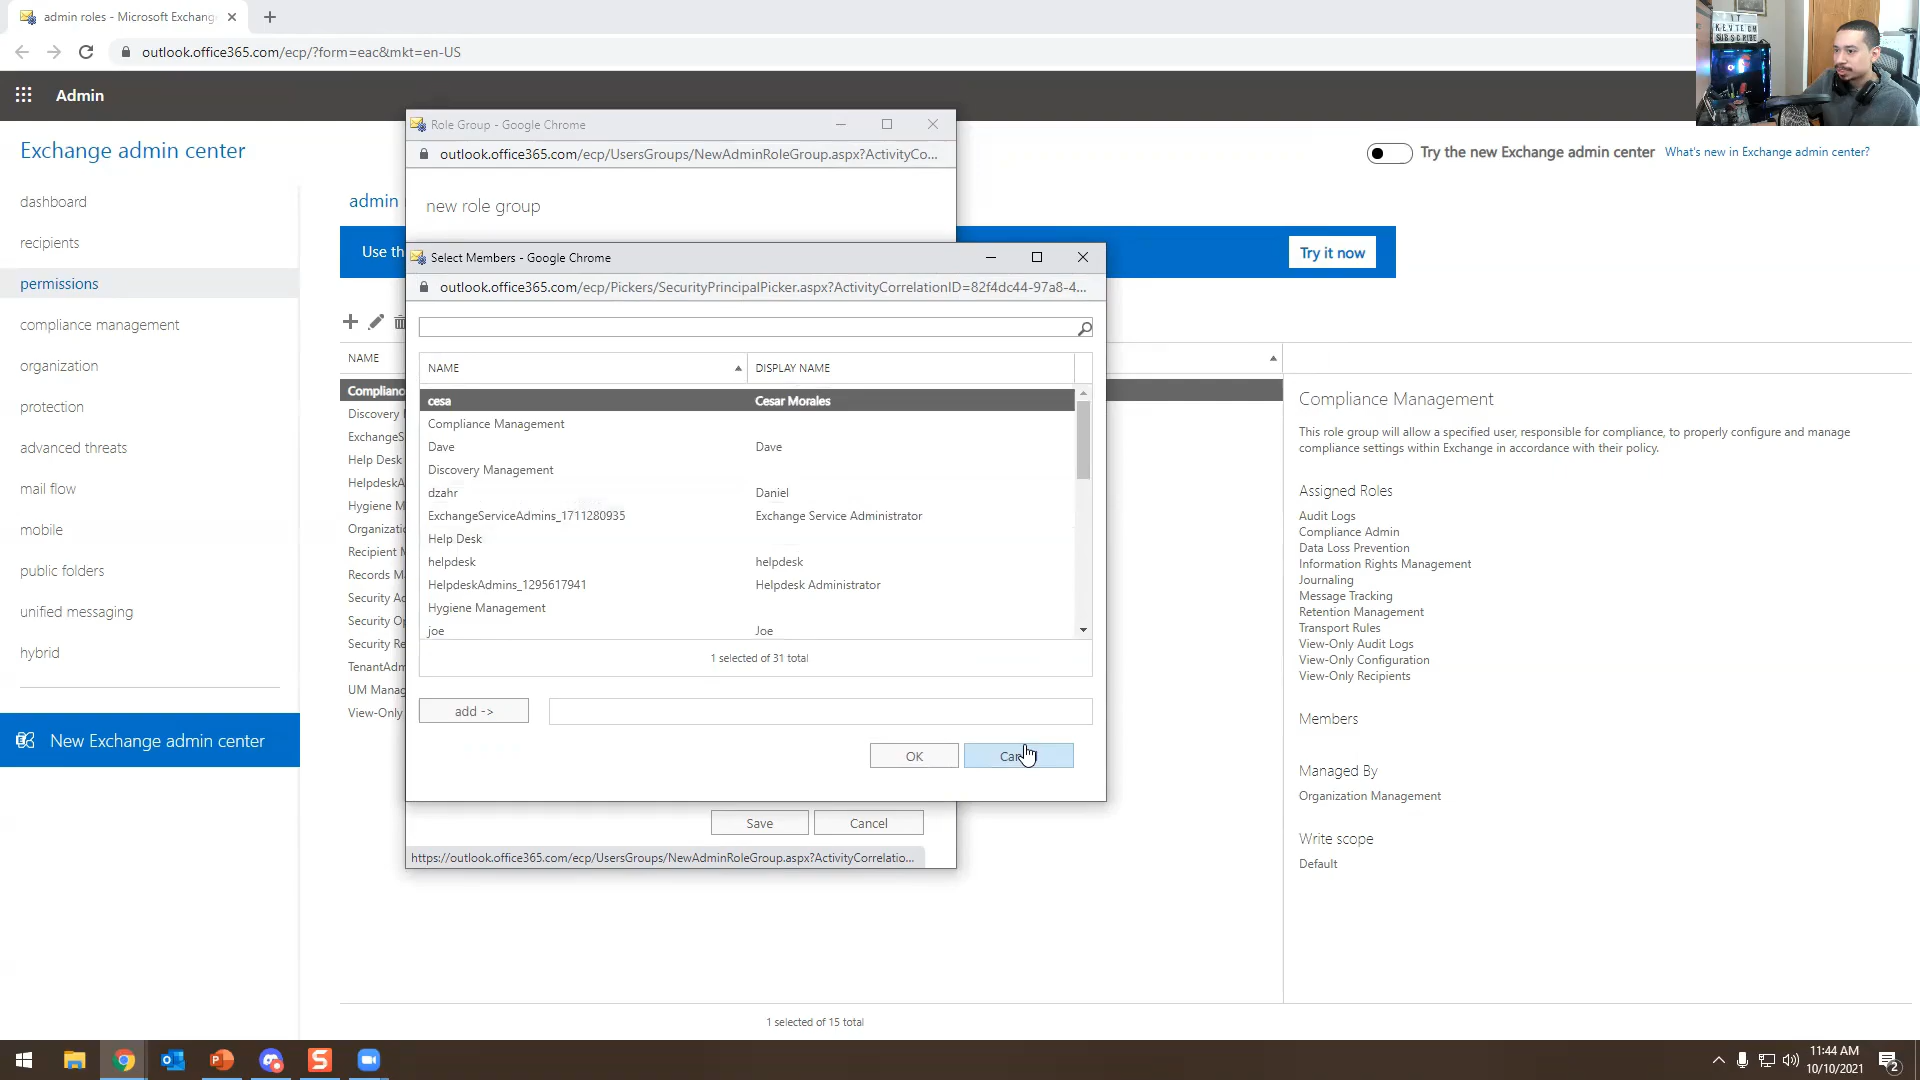 admin roles - Microsoft Exchang
outlook.office365.com/ecp/?form=eac&mkt=en-US
KEVTECH
SUBSCRIBE
Admin
Exchange admin center
Try the new Exchange admin center What's new in Exchange admin center?
dashboard
recipients
permissions
compliance management
organization
protection
advanced threats
mail flow
mobile
public folders
unified messaging
hybrid
New Exchange admin center
admin
Use th
Try it now
NAME
Complianc
Discovery
ExchangeS
Help Desk
HelpdeskA
Hygiene M
Organizatio
Recipient M
Records M
Security Ad
Security Op
Security Re
TenantAdm
UM Manag
View-Only
1 selected of 15 total
Role Group - Google Chrome
outlook.office365.com/ecp/UsersGroups/NewAdminRoleGroup.aspx?ActivityCo...
new role group
Select Members - Google Chrome
outlook.office365.com/ecp/Pickers/SecurityPrincipalPicker.aspx?ActivityCorrelationID=82f4dc44-97a8-4...
NAME DISPLAY NAME
cesa Cesar Morales
Compliance Management
Dave Dave
Discovery Management
dzahr Daniel
ExchangeServiceAdmins_1711280935 Exchange Service Administrator
Help Desk
helpdesk helpdesk
HelpdeskAdmins_1295617941 Helpdesk Administrator
Hygiene Management
joe Joe
1 selected of 31 total
add ->
OK
Save Cancel
https://outlook.office365.com/ecp/UsersGroups/NewAdminRoleGroup.aspx?ActivityCorrelatio...
Compliance Management
This role group will allow a specified user, responsible for compliance, to properly configure and manage
compliance settings within Exchange in accordance with their policy.
Assigned Roles
Audit Logs
Compliance Admin
Data Loss Prevention
Information Rights Management
Journaling
Message Tracking
Retention Management
Transport Rules
View-Only Audit Logs
View-Only Configuration
View-Only Recipients
Members
Managed By
Organization Management
Write scope
Default
11:44 AM
10/10/2021
2